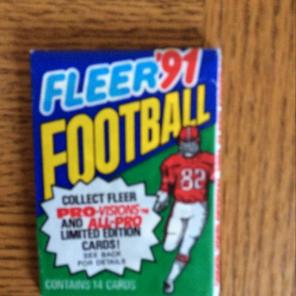 FLEER '91
FOOTBALL
82
COLLECT FLEER
PRO-VISIONS™
AND ALL-PRO
LIMITED EDITION
CARDS!
SEE BACK
FOR DETAILS
CONTAINS 14 CARDS